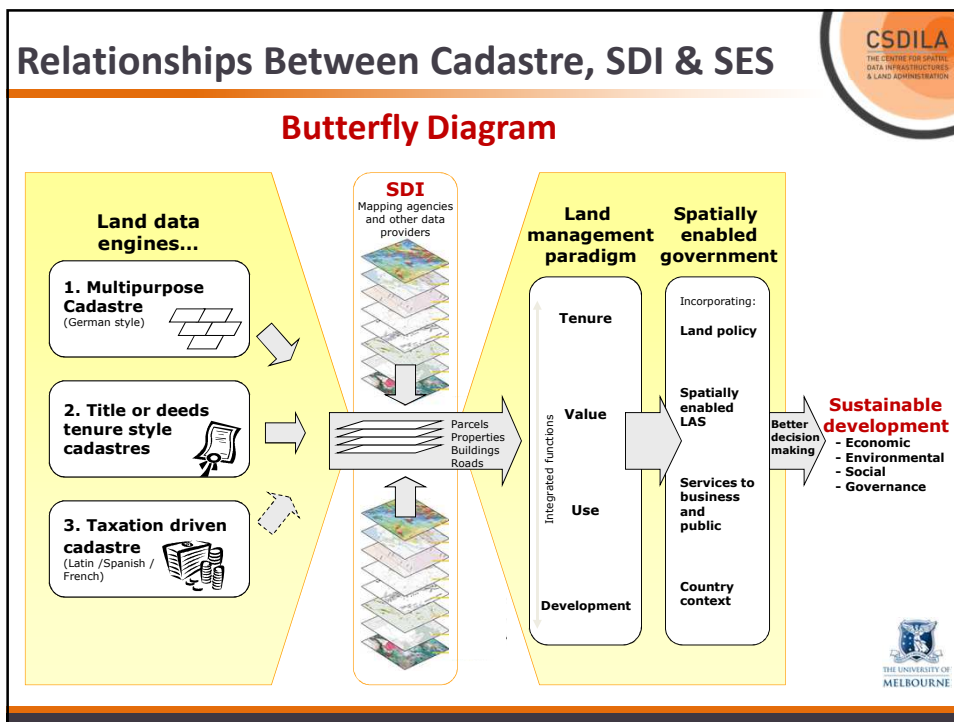 Relationships Between Cadastre, SDI & SES
CSDILA
THE CENTRE FOR SPATIAL
DATA INFRASTRUCTURES
& LAND ADMINISTRATION
Butterfly Diagram
Land data
engines...
1. Multipurpose
Cadastre
(German style)
2. Title or deeds
tenure style
cadastres
3. Taxation driven
cadastre
(Latin /Spanish /
French)
SDI
Mapping agencies
and other data
providers
Parcels
Properties
Buildings
Roads
Land
management
paradigm
Integrated functions
Tenure
Value
Use
Development
Spatially
enabled
government
Incorporating:
Land policy
Spatially
enabled
LAS
Services to
business
and
public
Country
context
Better
decision
making
Sustainable
development
- Economic
- Environmental
- Social
- Governance
THE UNIVERSITY OF
MELBOURNE